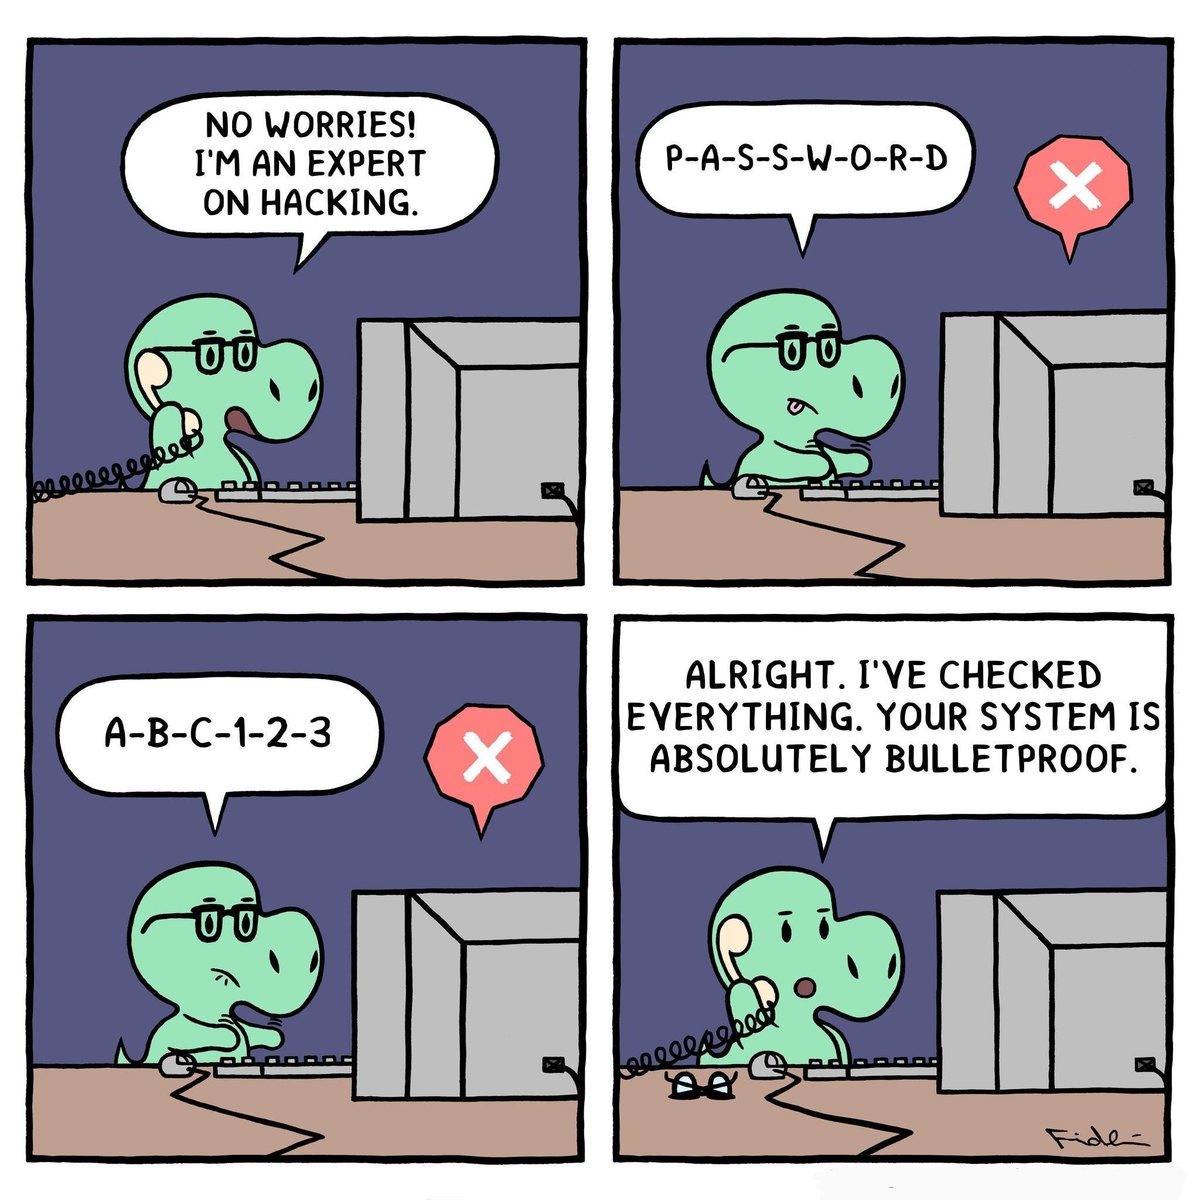 NO WORRIES!
I'M AN EXPERT
ON HACKING.
P-A-S-S-W-O-R-D
A-B-C-1-2-3
ALRIGHT. I'VE CHECKED
EVERYTHING. YOUR SYSTEM IS
ABSOLUTELY BULLETPROOF.